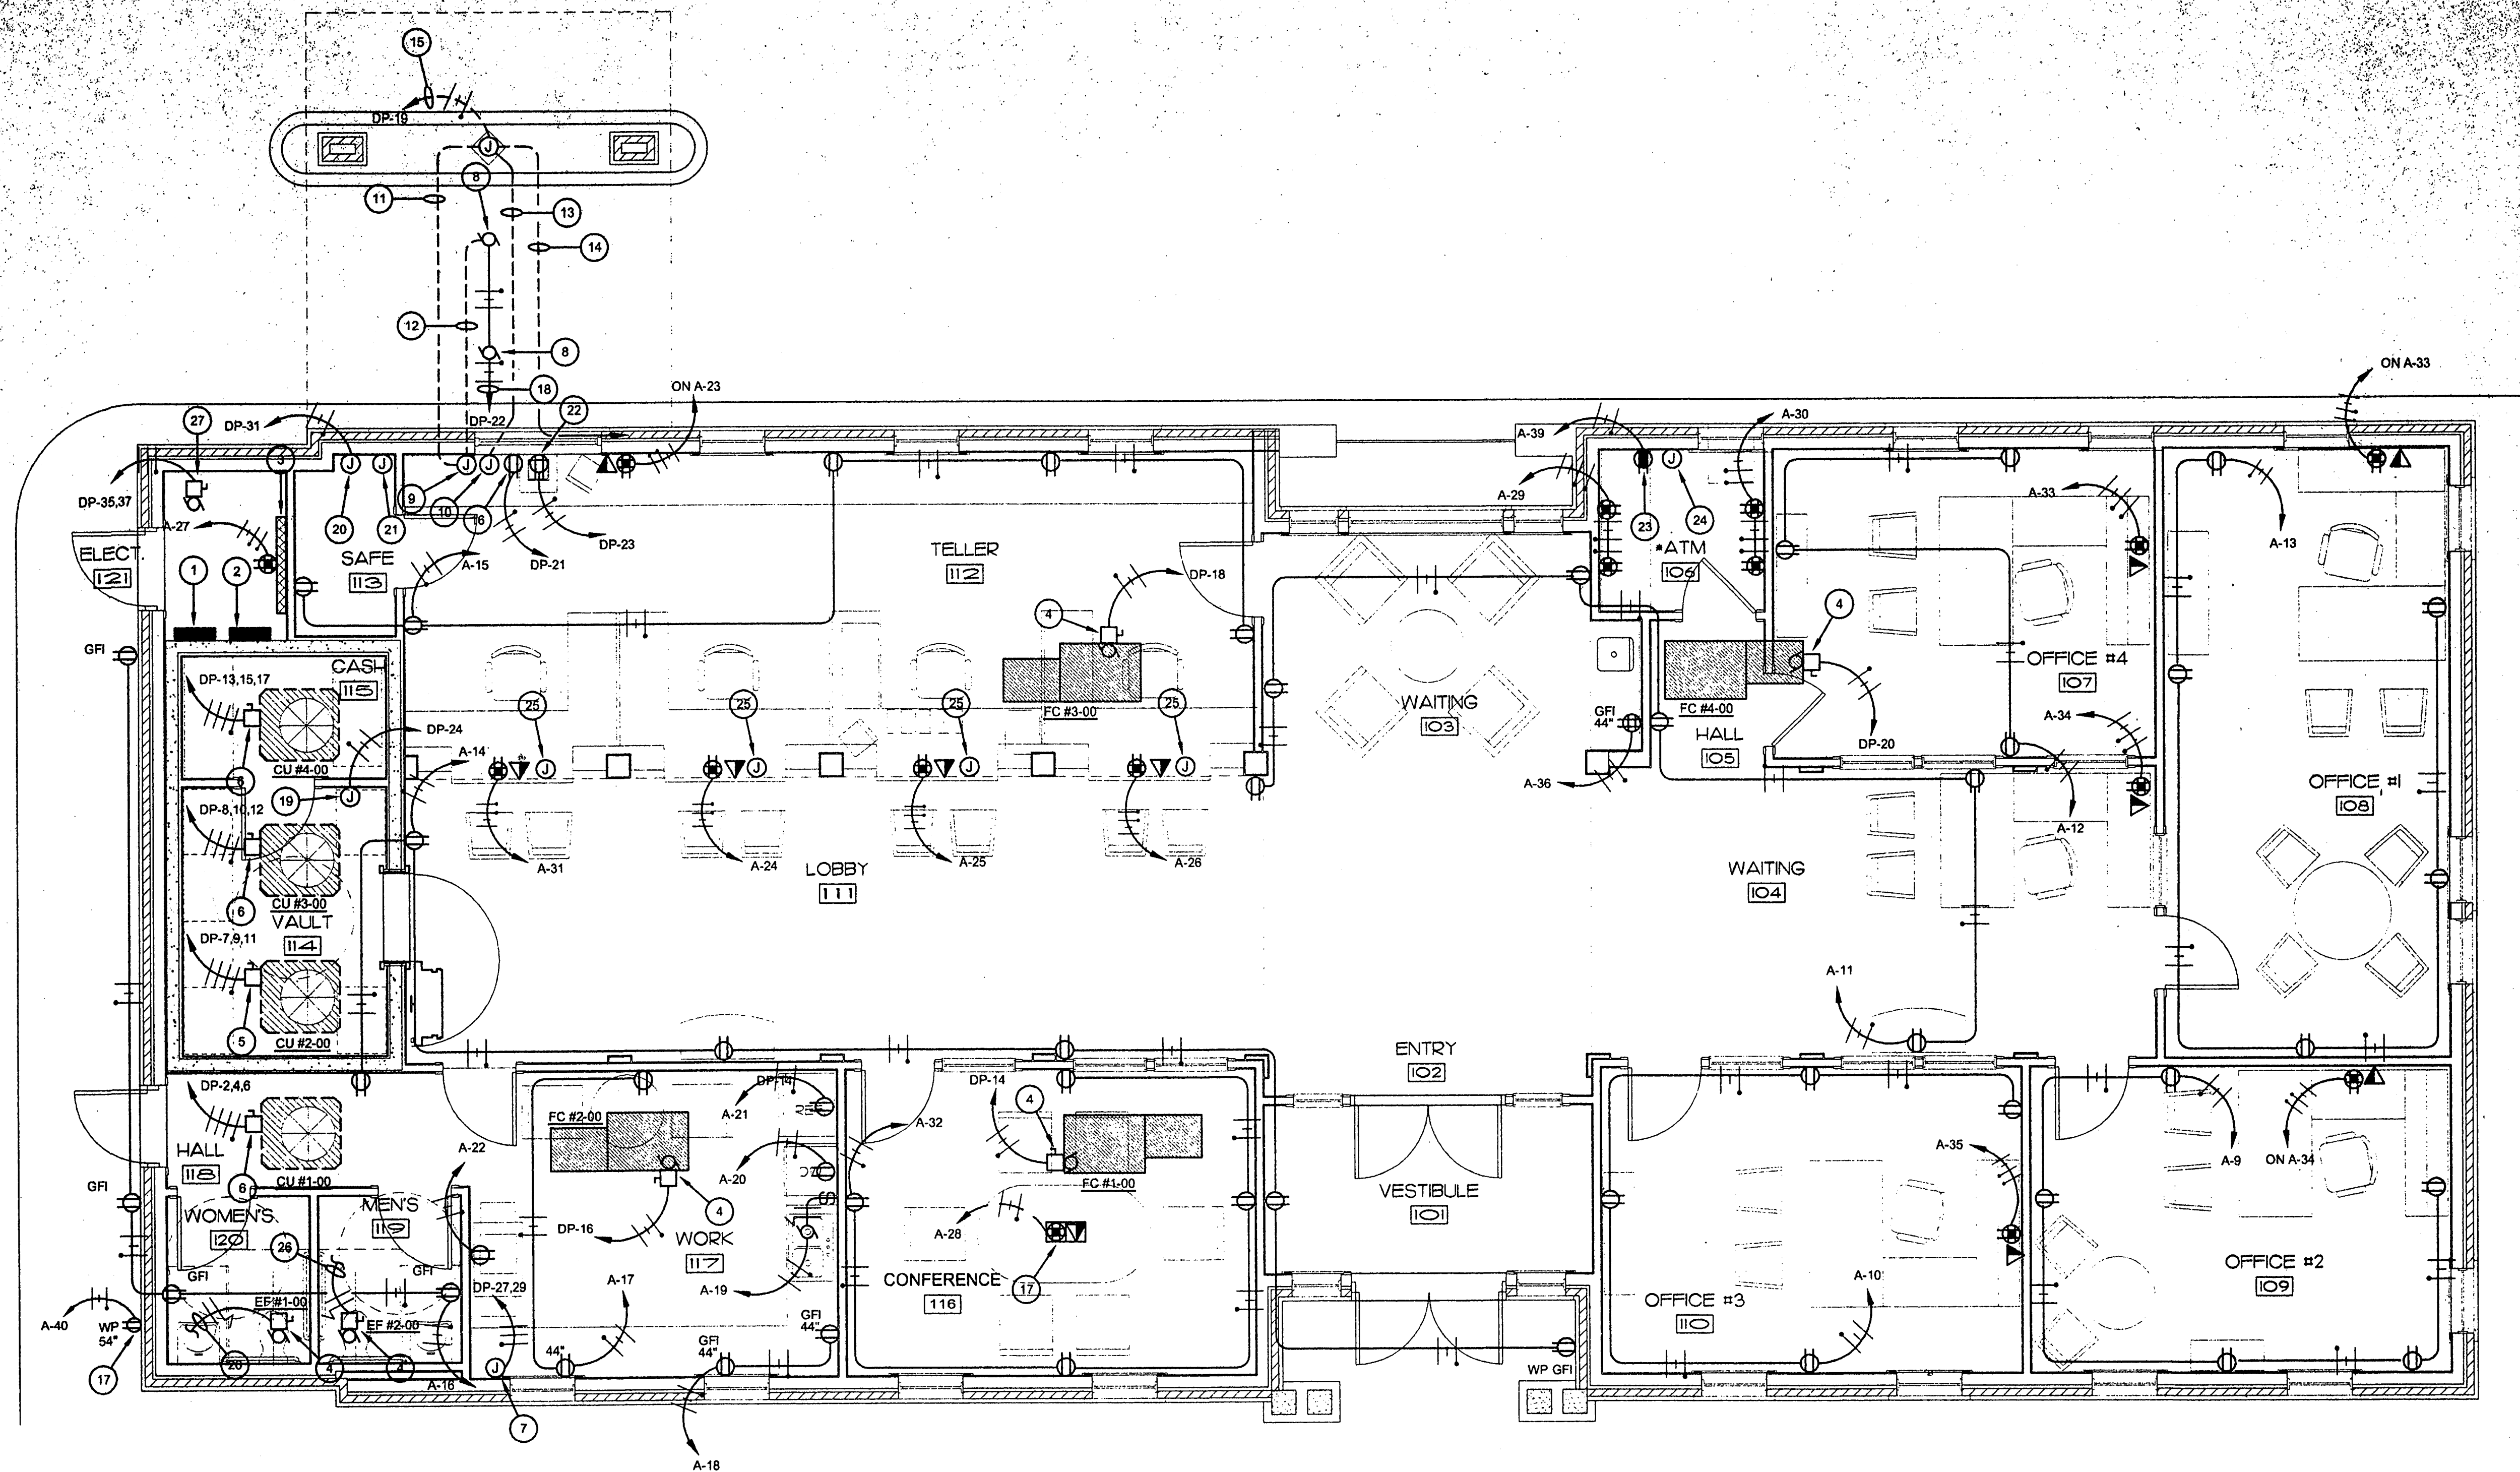 15
DP-19
J
8
11
13
14
12
8
18
ON A-23
ON A-33
27
DP-31
3
DP-22
22
A-39
A-30
DP-35,37
J
J
J
J
9
10
16
A-29
J
A-33
A-27
20
21
DP-23
23
24
A-13
ELECT.
121
SAFE
113
A-15
DP-21
TELLER
112
DP-18
*ATM
106
1
2
4
4
GFI
CASH
115
DP-13,15,17
OFFICE #4
107
25
25
25
25
FC #3-00
WAITING
103
GFI
44"
FC #4-00
HALL
105
A-34
DP-24
A-14
DP-20
CU #4-00
J
J
J
J
6
19
J
A-36
OFFICE #1
108
DP-8,10,12
A-12
A-31
A-24
A-25
A-26
LOBBY
111
WAITING
104
CU #3-00
6
VAULT
114
DP-7,9,11
A-11
5
CU #2-00
ENTRY
102
DP-2,4,6
DP-14
DP-14
FC #2-00
A-21
REF
4
A-32
A-22
A-35
A-9
ON A-34
HALL
118
A-20
GFI
CU #1-00
6
FC #1-00
VESTIBULE
101
WOMEN'S
120
MEN'S
119
4
DP-16
WORK
117
A-28
26
GFI
GFI
DP-27,29
A-17
A-19
CONFERENCE
116
17
A-10
OFFICE #2
109
EF #1-00
EF #2-00
OFFICE #3
110
A-40
WP
54"
GFI
44"
GFI
44"
44"
17
26
4
4
A-16
J
WP GFI
7
A-18